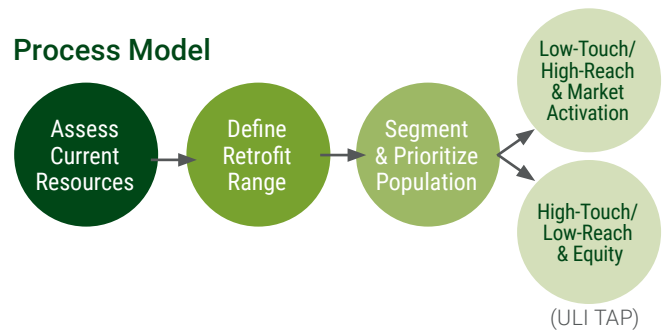 Process Model
Assess
Current
Resources
Define
Retrofit
Range
Segment
& Prioritize
Population
Low-Touch/
High-Reach
& Market
Activation
High-Touch/
Low-Reach
& Equity
(ULI TAP)